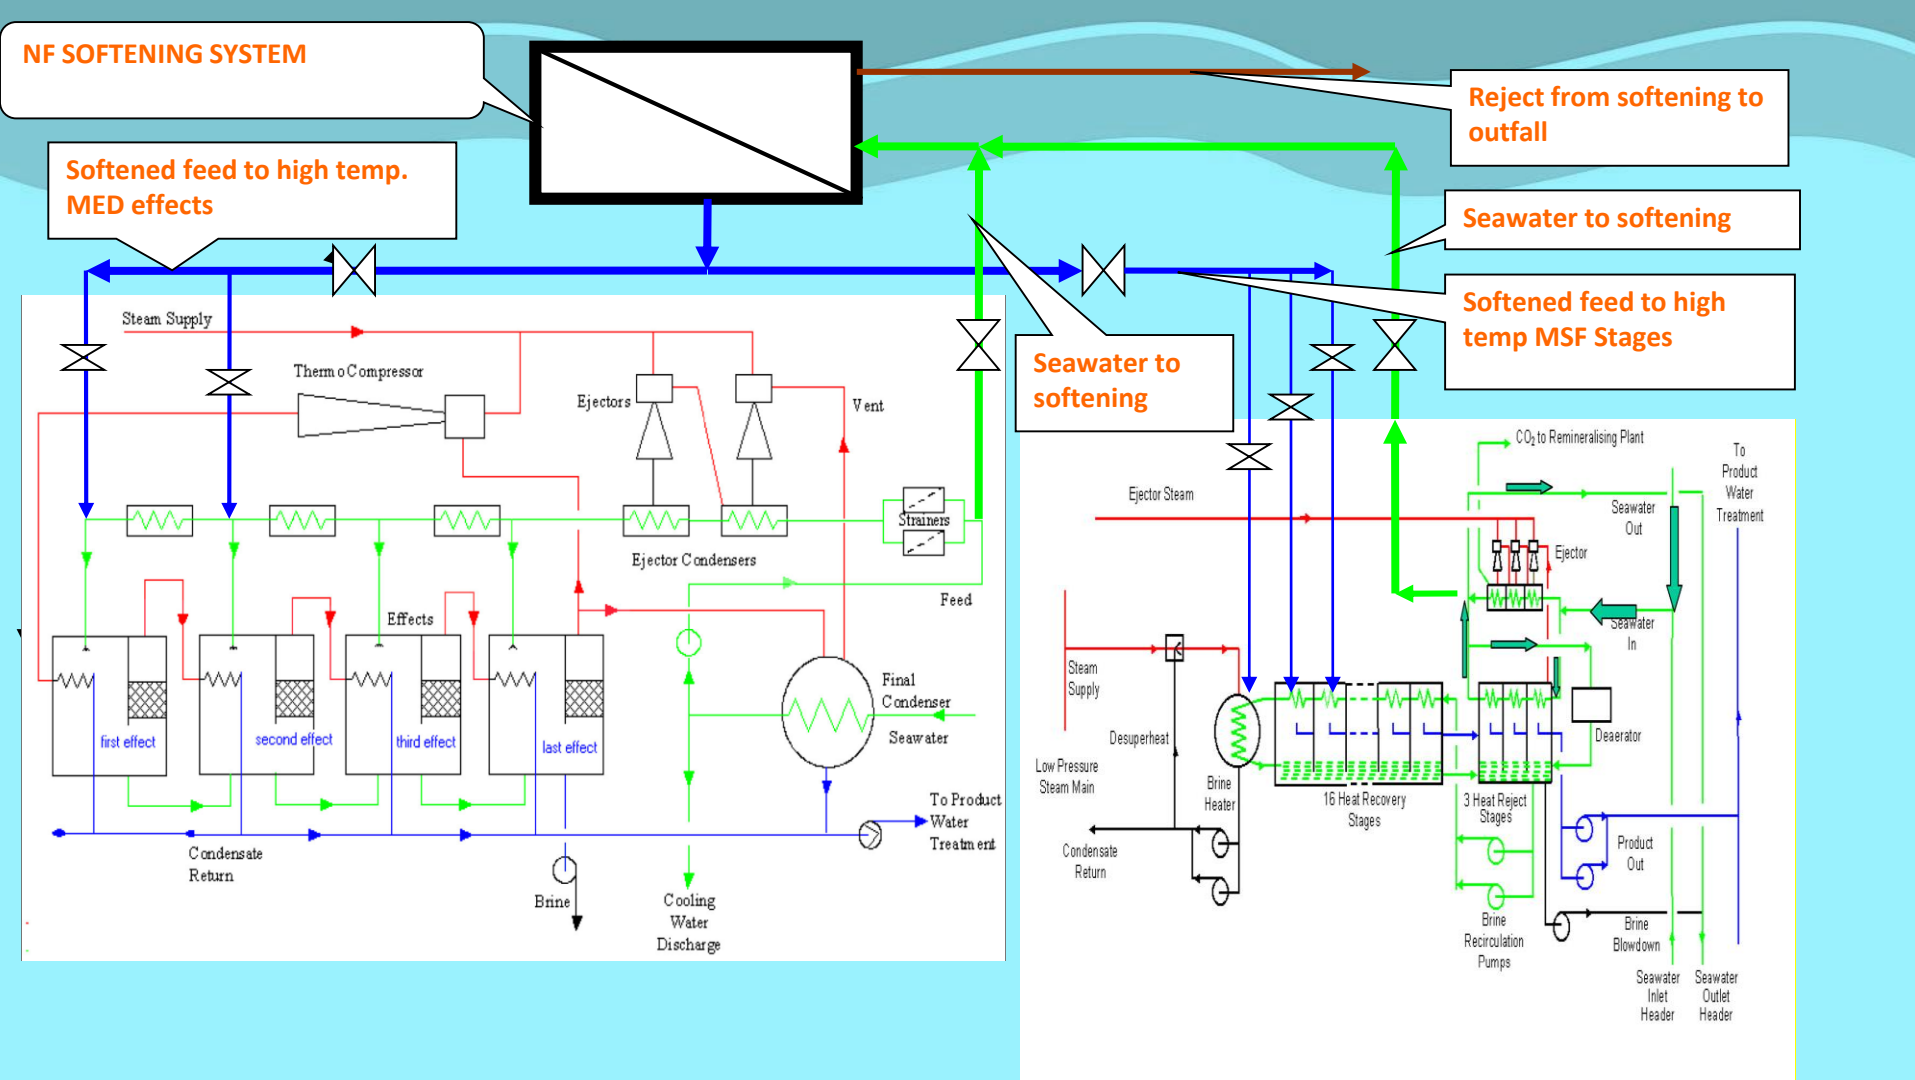 NF SOFTENING SYSTEM
Reject from softening to
outfall
Softened feed to high temp.
MED effects
Seawater to softening
Softened feed to high
temp MSF Stages
Seawater to
softening
Steam Supply
Thermo Compressor
Ejectors
Vent
Strainers
Ejector Condensers
Feed
Effects
Final
Condenser
Seawater
first effect
second effect
third effect
last effect
To Product
Water
Treatment
Condensate
Return
Brine
Cooling
Water
Discharge
CO₂ to Remineralising Plant
To
Product
Water
Treatment
Ejector Steam
Seawater
Out
Ejector
Seawater
In
Steam
Supply
Desuperheat
Deaerator
Low Pressure
Steam Main
Brine
Heater
16 Heat Recovery
Stages
3 Heat Reject
Stages
Condensate
Return
Product
Out
Brine
Recirculation
Pumps
Brine
Blowdown
Seawater
Inlet
Header
Seawater
Outlet
Header